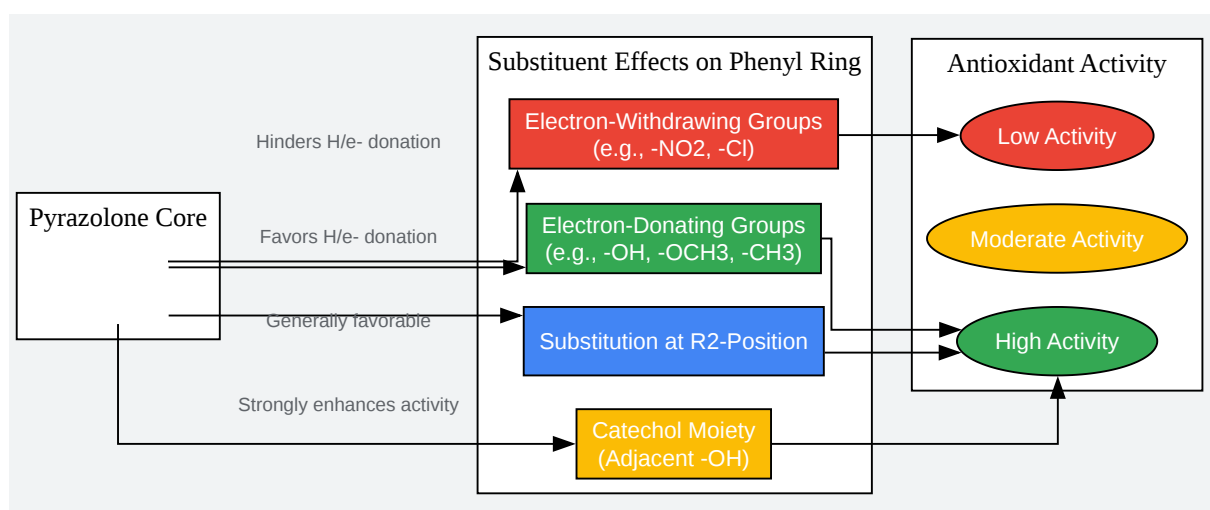 Pyrazolone Core
Hinders H/e- donation
Favors H/e- donation
Generally favorable
Strongly enhances activity
Substituent Effects on Phenyl Ring
Electron-Withdrawing Groups
(e.g., -NO2, -Cl)
Electron-Donating Groups
(e.g., -OH, -OCH3, -CH3)
Substitution at R2-Position
Catechol Moiety
(Adjacent -OH)
Antioxidant Activity
Low Activity
Moderate Activity
High Activity